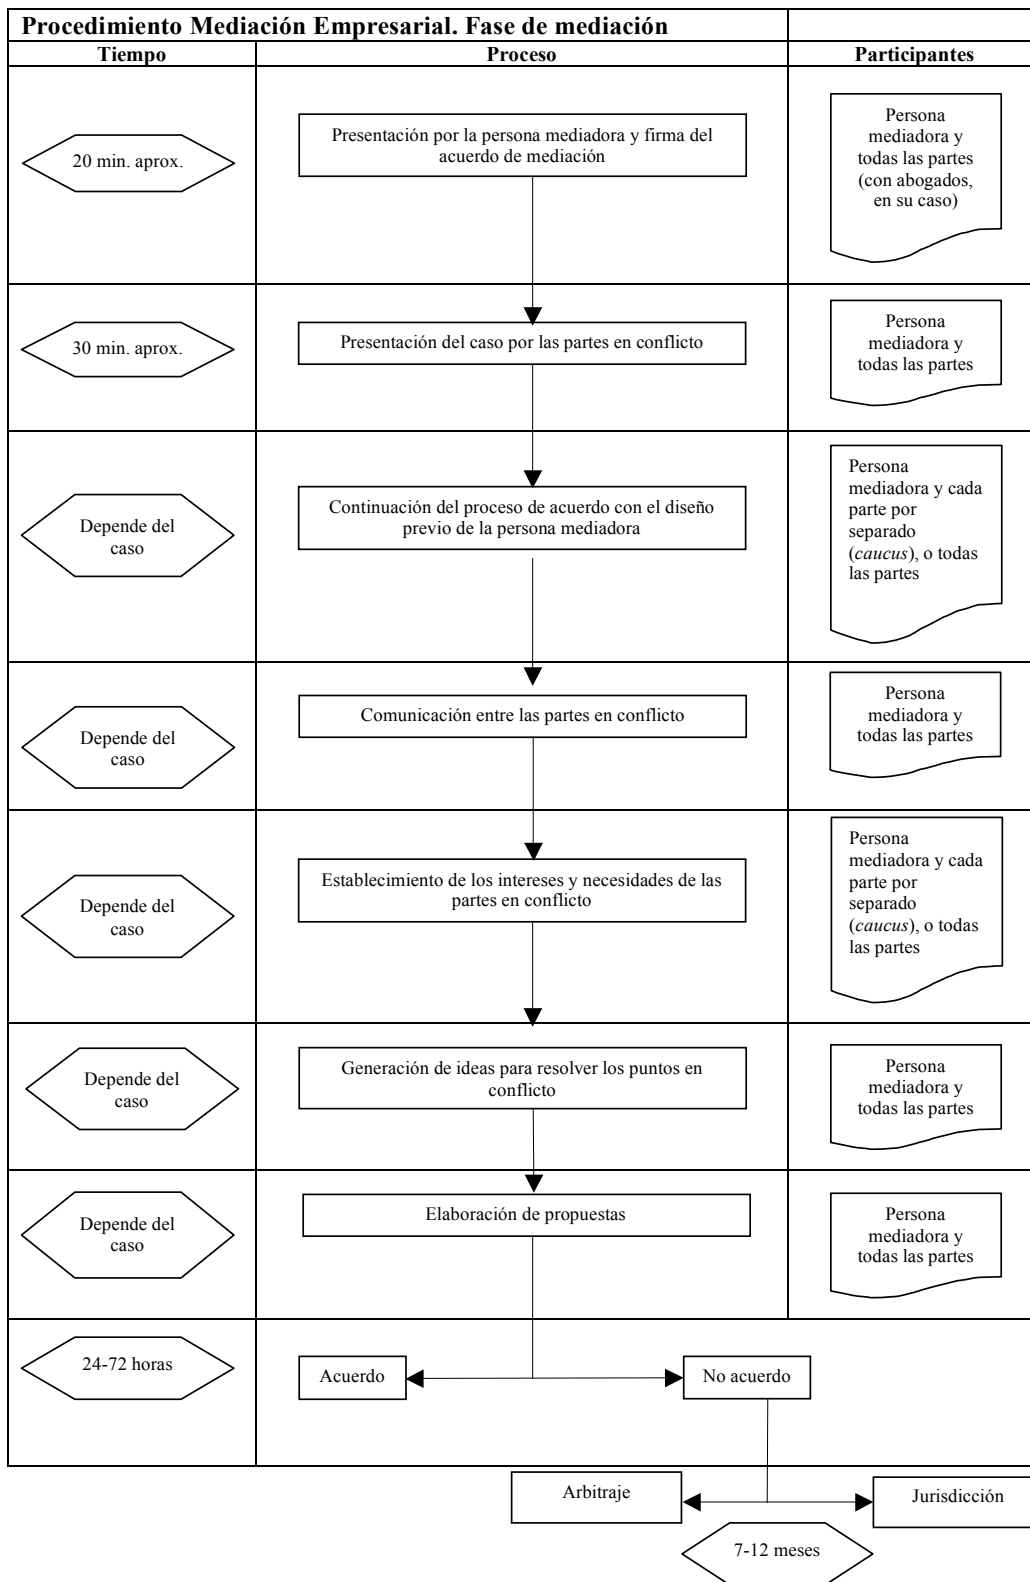 Procedimiento Mediación Empresarial. Fase de mediación
Tiempo
Proceso
Participantes
20 min. aprox.
Presentación por la persona mediadora y firma del
acuerdo de mediación
Persona
mediadora y
todas las partes
(con abogados,
en su caso)
30 min. aprox.
Presentación del caso por las partes en conflicto
Persona
mediadora y
todas las partes
Depende del
caso
Continuación del proceso de acuerdo con el diseño
previo de la persona mediadora
Persona
mediadora y cada
parte por
separado
(caucus), o todas
las partes
Depende del
caso
Comunicación entre las partes en conflicto
Persona
mediadora y
todas las partes
Depende del
caso
Establecimiento de los intereses y necesidades de las
partes en conflicto
Persona
mediadora y cada
parte por
separado
(caucus), o todas
las partes
Depende del
caso
Generación de ideas para resolver los puntos en
conflicto
Persona
mediadora y
todas las partes
Depende del
caso
Elaboración de propuestas
Persona
mediadora y
todas las partes
24-72 horas
Acuerdo
No acuerdo
Arbitraje
Jurisdicción
7-12 meses